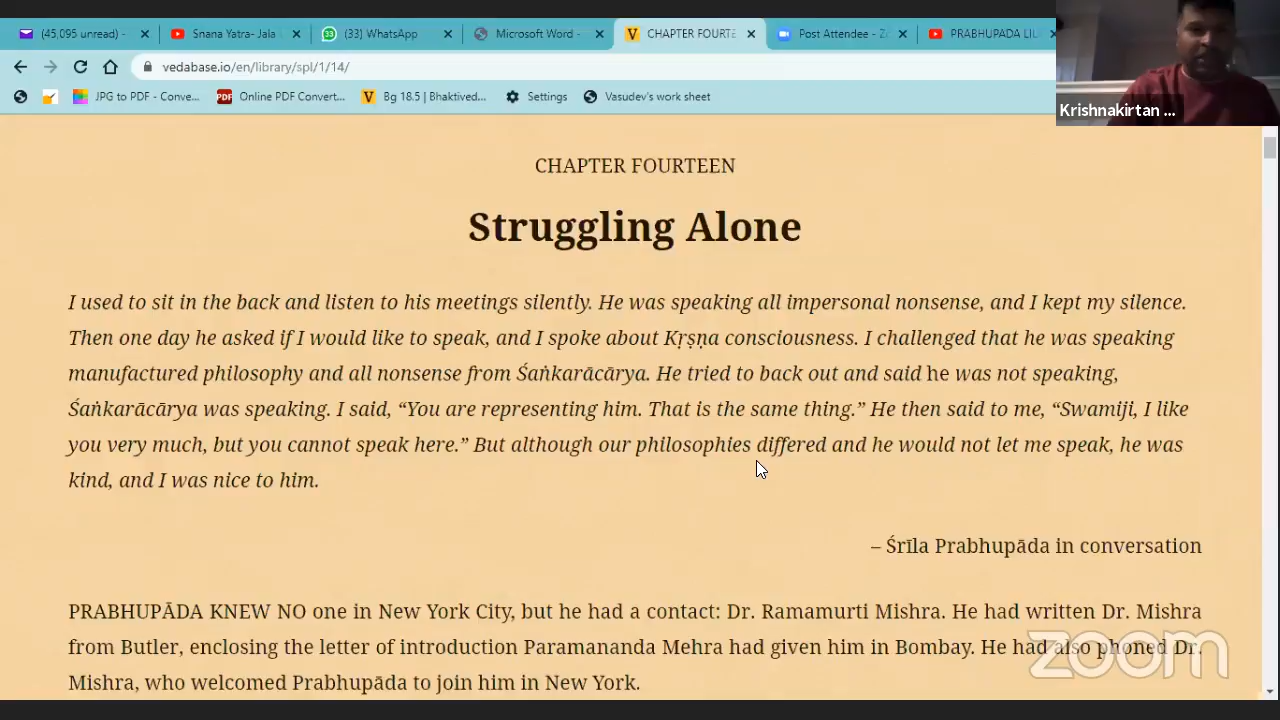 (45,095 unread) -
Snana Yatra- Jala
33
(33) WhatsApp
Microsoft Word -
V
CHAPTER FOURTE
Post Attendee - Z
PRABHUPADA LIL
vedabase.io/en/library/spl/1/14/
JPG to PDF - Conve...
PDF
Online PDF Convert...
V
Bg 18.5 | Bhaktived...
Settings
Vasudev's work sheet
Krishnakirtan ...
CHAPTER FOURTEEN
Struggling Alone
I used to sit in the back and listen to his meetings silently. He was speaking all impersonal nonsense, and I kept my silence.
Then one day he asked if I would like to speak, and I spoke about Kṛṣṇa consciousness. I challenged that he was speaking
manufactured philosophy and all nonsense from Śaṅkarācārya. He tried to back out and said he was not speaking,
Śaṅkarācārya was speaking. I said, “You are representing him. That is the same thing.” He then said to me, “Swamiji, I like
you very much, but you cannot speak here.” But although our philosophies differed and he would not let me speak, he was
kind, and I was nice to him.
– Śrīla Prabhupāda in conversation
PRABHUPĀDA KNEW NO one in New York City, but he had a contact: Dr. Ramamurti Mishra. He had written Dr. Mishra
from Butler, enclosing the letter of introduction Paramananda Mehra had given him in Bombay. He had also phoned Dr.
Mishra, who welcomed Prabhupāda to join him in New York.
zoom